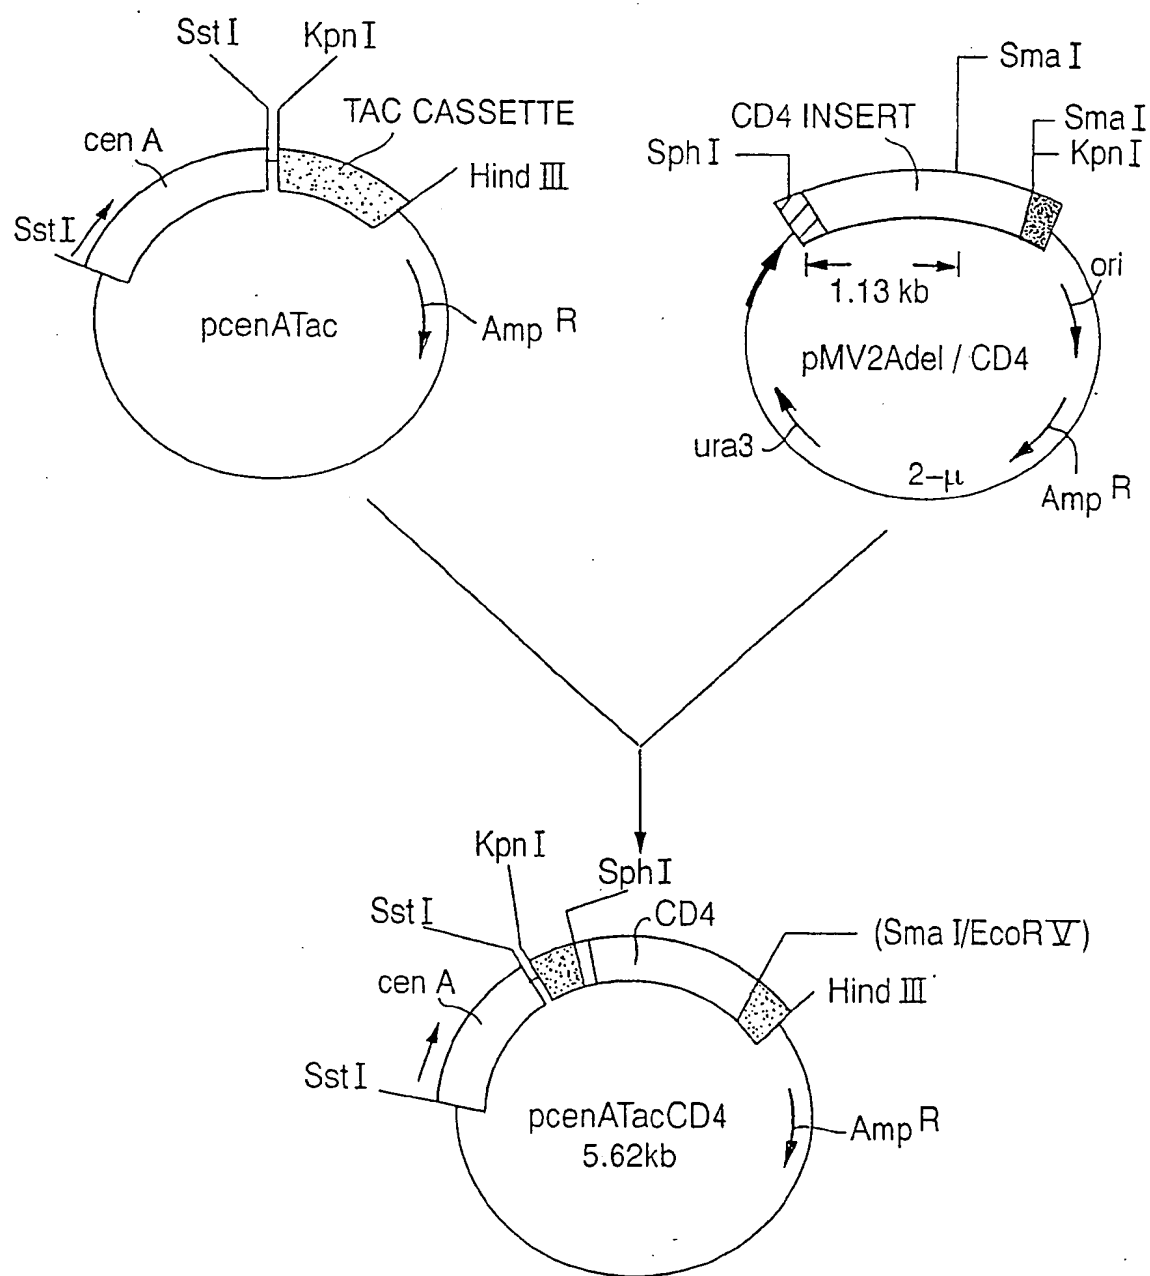 Sst I
Kpn I
TAC CASSETTE
cen A
Hind III
Sst I
pcenATac
Amp R
Sma I
CD4 INSERT
Sma I
Kpn I
Sph I
ori
1.13 kb
pMV2Adel / CD4
ura3
2-μ
Amp R
Kpn I
Sph I
Sst I
CD4
(Sma I/EcoR V)
cen A
Hind III
Sst I
pcenATacCD4
5.62kb
Amp R